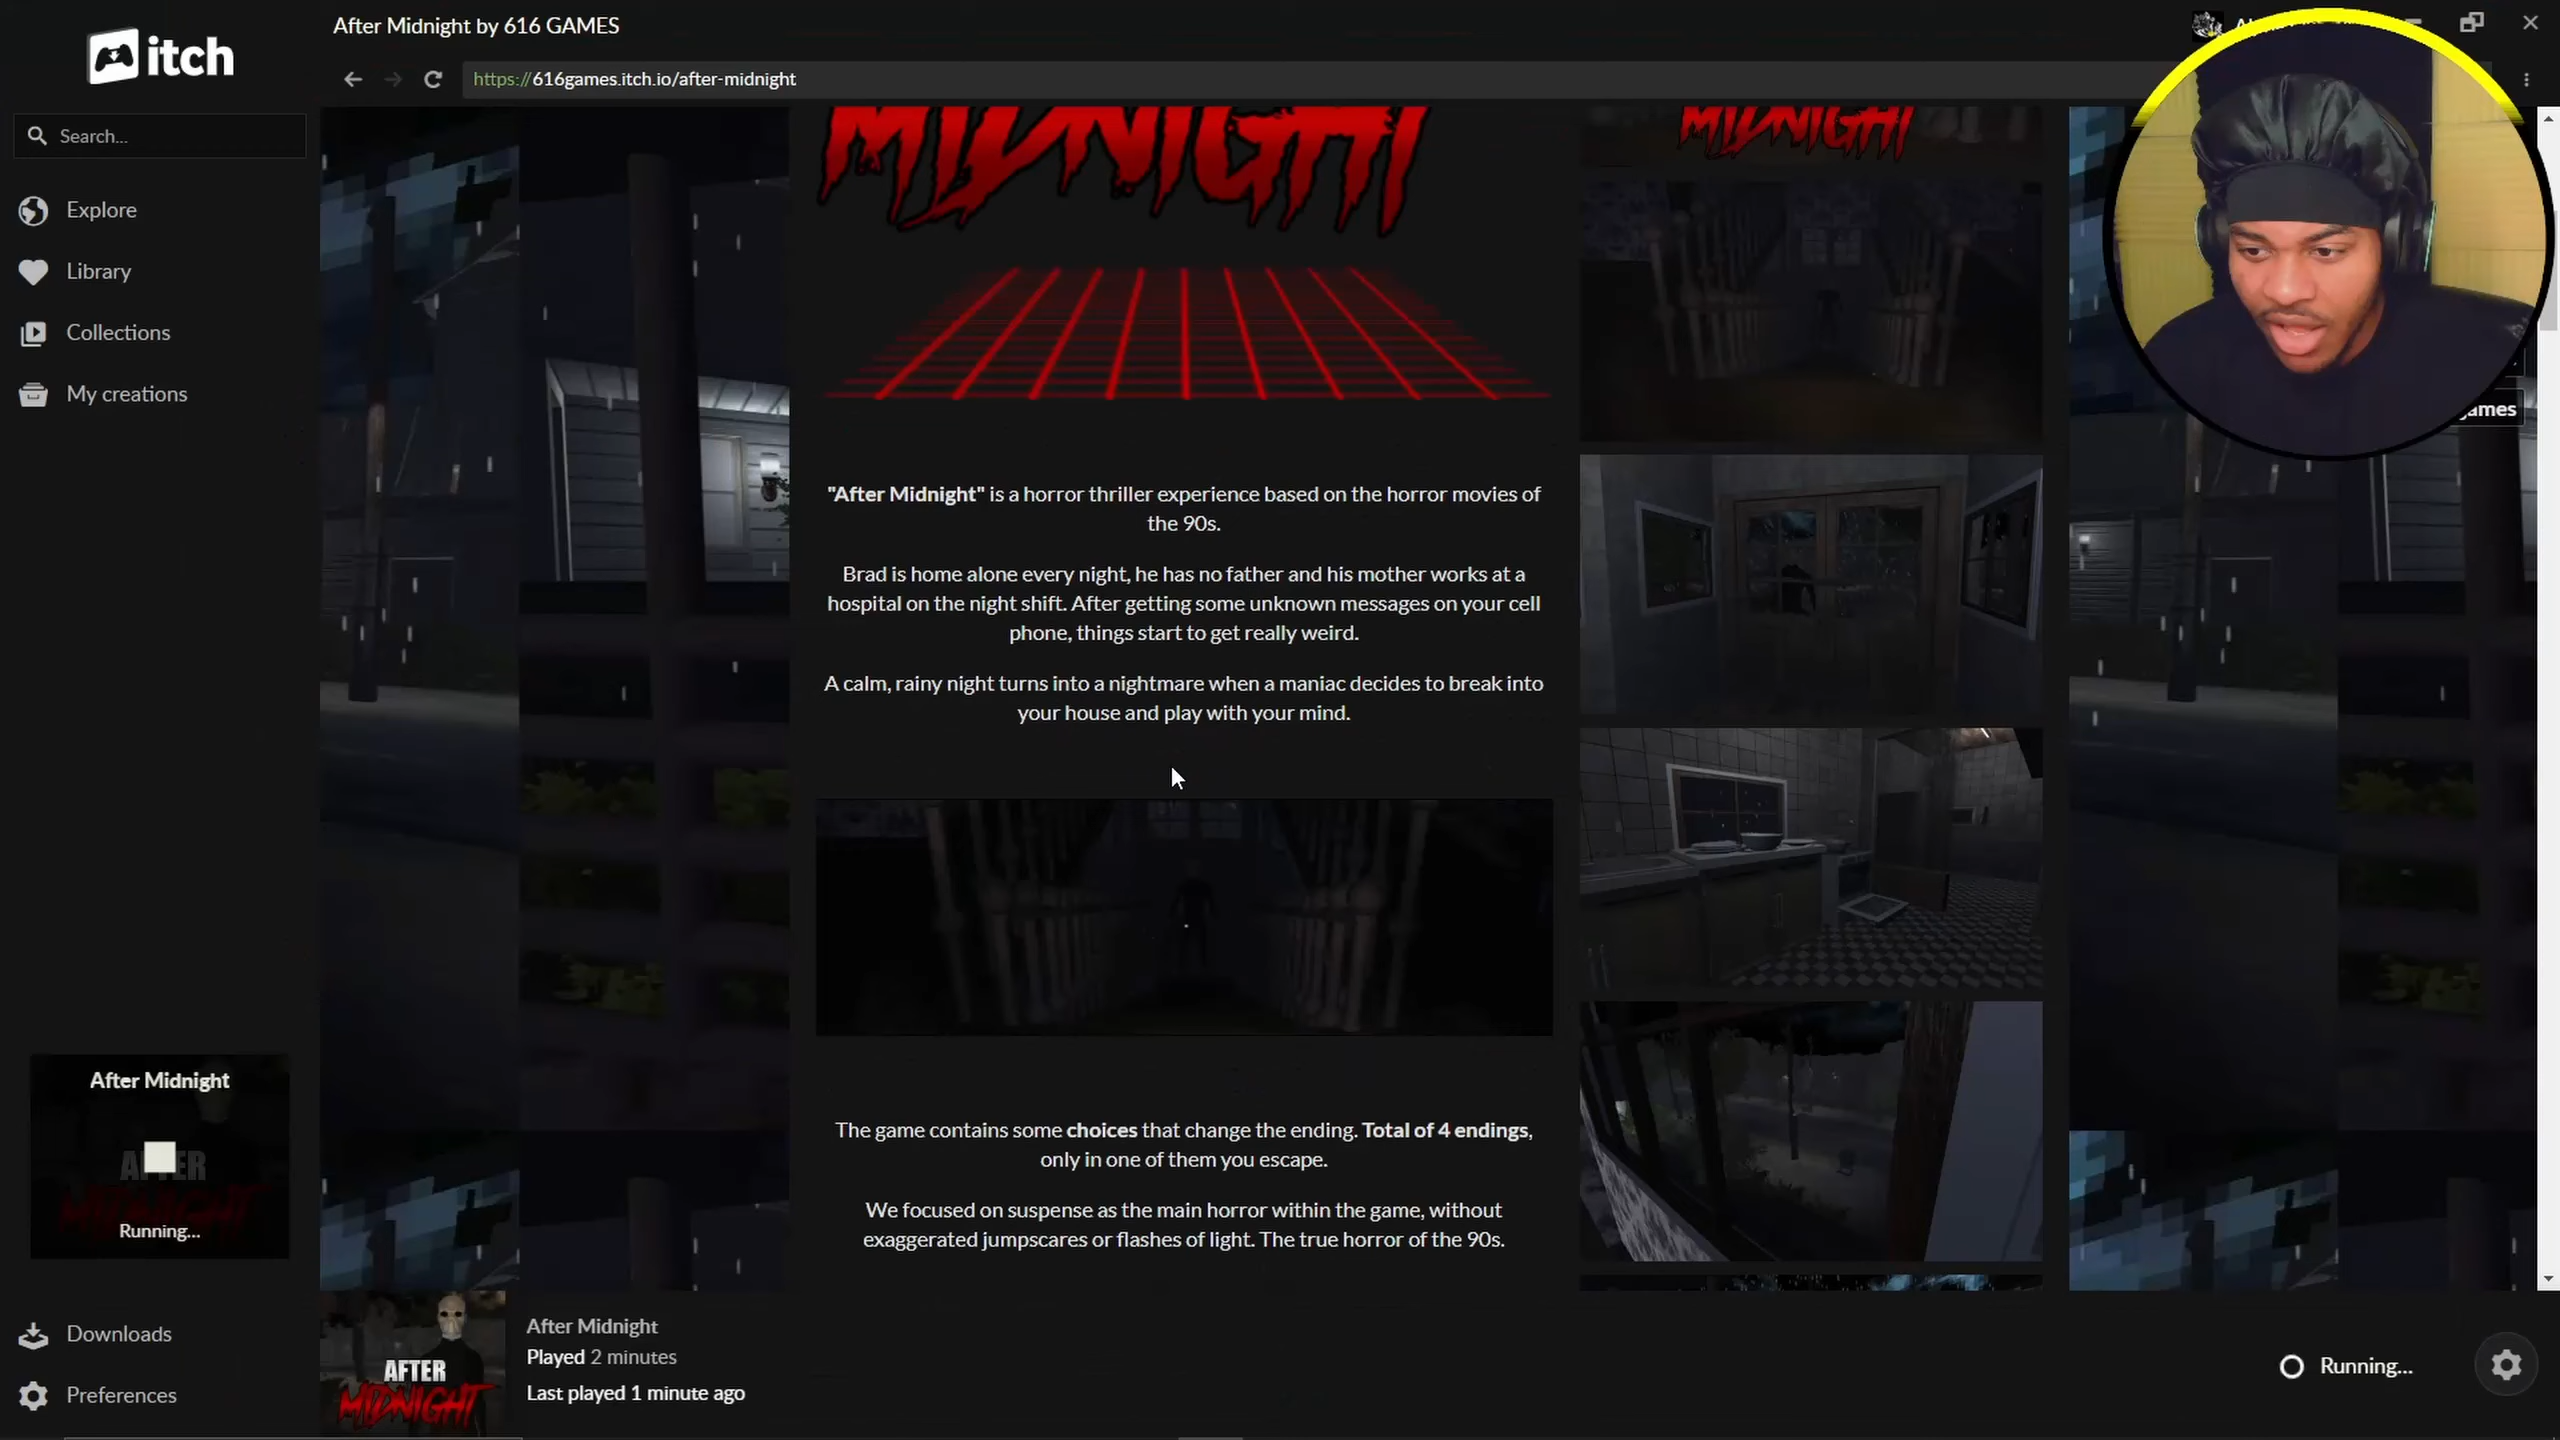 After Midnight by 616 GAMES
itch
https://616games.itch.io/after-midnight
Search...
Explore
Library
Collections
My creations
MIDNIGHT
MIDNIGHT
games
"After Midnight" is a horror thriller experience based on the horror movies of
the 90s.
Brad is home alone every night, he has no father and his mother works at a
hospital on the night shift. After getting some unknown messages on your cell
phone, things start to get really weird.
A calm, rainy night turns into a nightmare when a maniac decides to break into
your house and play with your mind.
The game contains some choices that change the ending. Total of 4 endings,
only in one of them you escape.
We focused on suspense as the main horror within the game, without
exaggerated jumpscares or flashes of light. The true horror of the 90s.
After Midnight
AFTER
MIDNIGHT
Running...
Downloads
Preferences
AFTER
MIDNIGHT
After Midnight
Played 2 minutes
Last played 1 minute ago
Running...